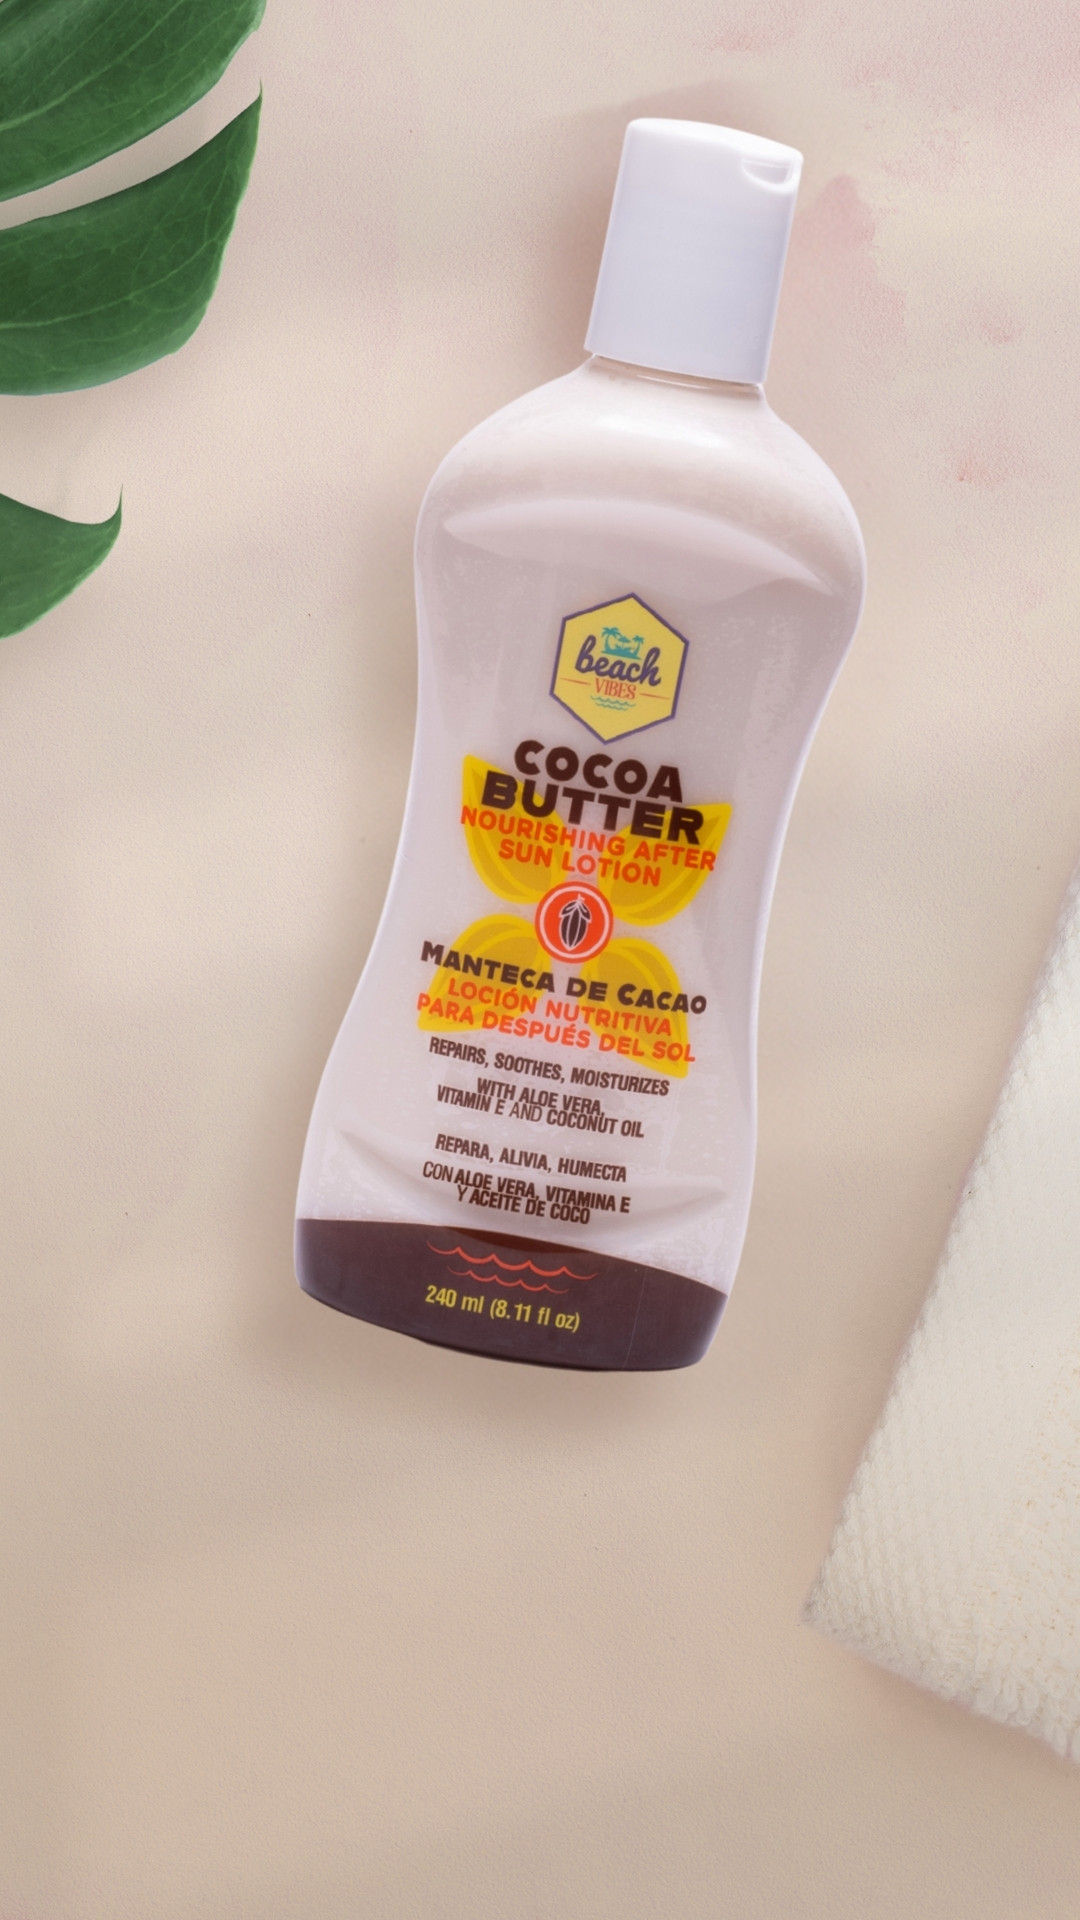 beach
VIBES
COCOA
BUTTER
NOURISHING AFTER
SUN LOTION
MANTECA DE CACAO
LOCIÓN NUTRITIVA
PARA DESPUÉS DEL SOL
REPAIRS, SOOTHES, MOISTURIZES
WITH ALOE VERA,
VITAMIN E AND COCONUT OIL
REPARA, ALIVIA, HUMECTA
CON ALOE VERA, VITAMINA E
Y ACEITE DE COCO
240 ml (8.11 fl oz)